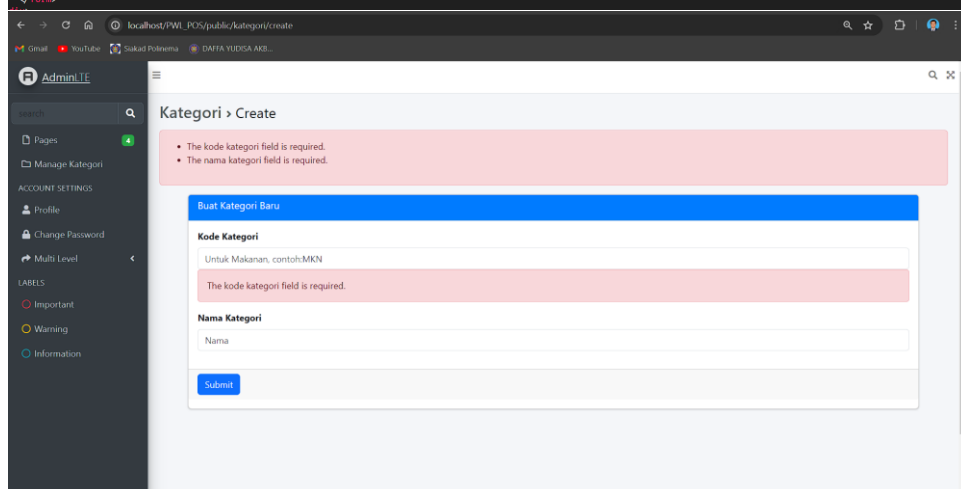 localhost/PWL_POS/public/kategori/create
Gmail YouTube Siakad Polinema DAFFA YUDISA AKB...
AdminLTE
search
Kategori › Create
Pages 4
Manage Kategori
ACCOUNT SETTINGS
Profile
Change Password
Multi Level
LABELS
Important
Warning
Information
• The kode kategori field is required.
• The nama kategori field is required.
Buat Kategori Baru
Kode Kategori
Untuk Makanan, contoh:MKN
The kode kategori field is required.
Nama Kategori
Nama
Submit